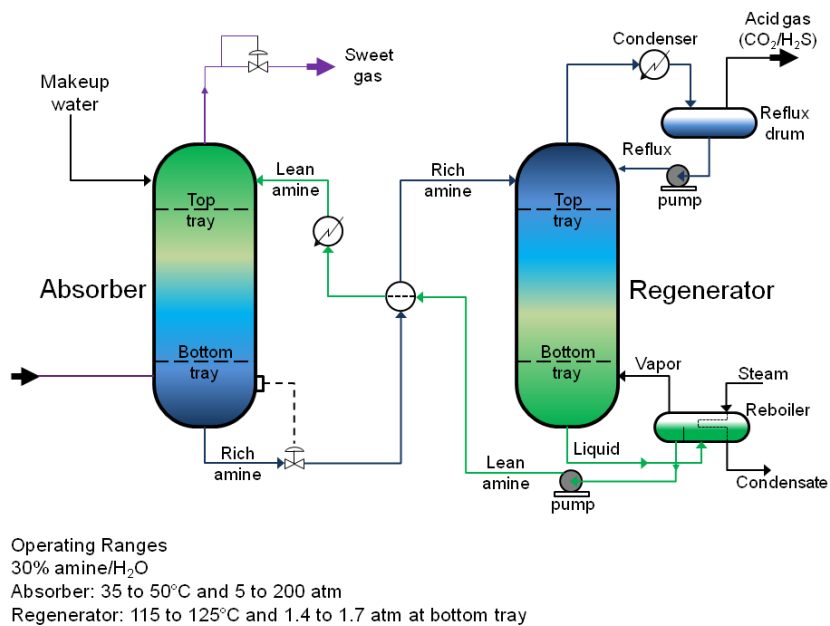 Acid gas
(CO2/H2S)
Condenser
Sweet
gas
Makeup
water
Reflux
drum
Reflux
pump
Lean
amine
Rich
amine
Top
tray
Top
tray
Absorber
Regenerator
Bottom
tray
Bottom
tray
Vapor
Steam
Reboiler
Rich
amine
Liquid
Lean
amine
pump
Condensate
Operating Ranges
30% amine/H2O
Absorber: 35 to 50°C and 5 to 200 atm
Regenerator: 115 to 125°C and 1.4 to 1.7 atm at bottom tray